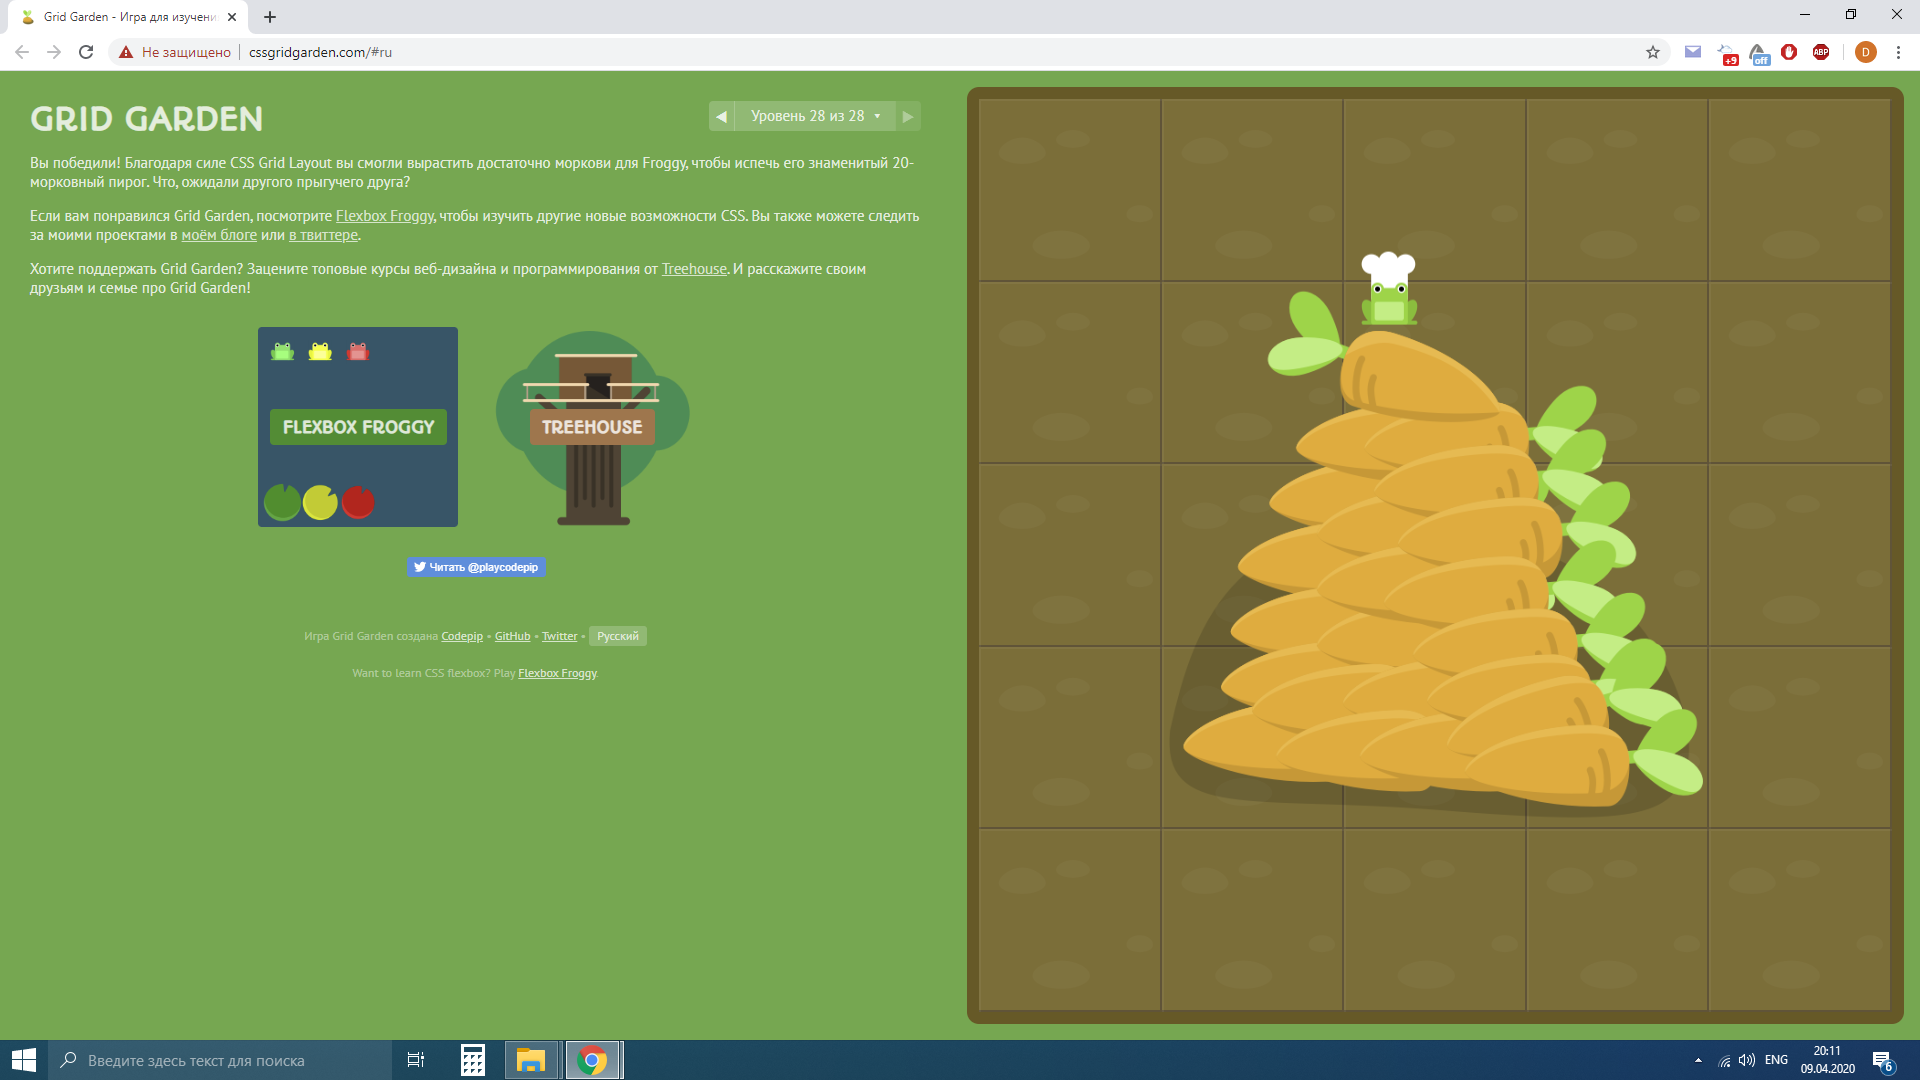 Grid Garden - Игра для изучени
Не защищено
cssgridgarden.com/#ru
+9
off
ABP
D
GRID GARDEN
◀ Уровень 28 из 28 ▾ ▶
Вы победили! Благодаря силе CSS Grid Layout вы смогли вырастить достаточно моркови для Froggy, чтобы испечь его знаменитый 20-
морковный пирог. Что, ожидали другого прыгучего друга?
Если вам понравился Grid Garden, посмотрите Flexbox Froggy, чтобы изучить другие новые возможности CSS. Вы также можете следить
за моими проектами в моём блоге или в твиттере.
Хотите поддержать Grid Garden? Зацените топовые курсы веб-дизайна и программирования от Treehouse. И расскажите своим
друзьям и семье про Grid Garden!
FLEXBOX FROGGY
TREEHOUSE
Читать @playcodepip
Игра Grid Garden создана Codepip • GitHub • Twitter • Русский
Want to learn CSS flexbox? Play Flexbox Froggy.
Введите здесь текст для поиска
ENG
20:11
09.04.2020
6